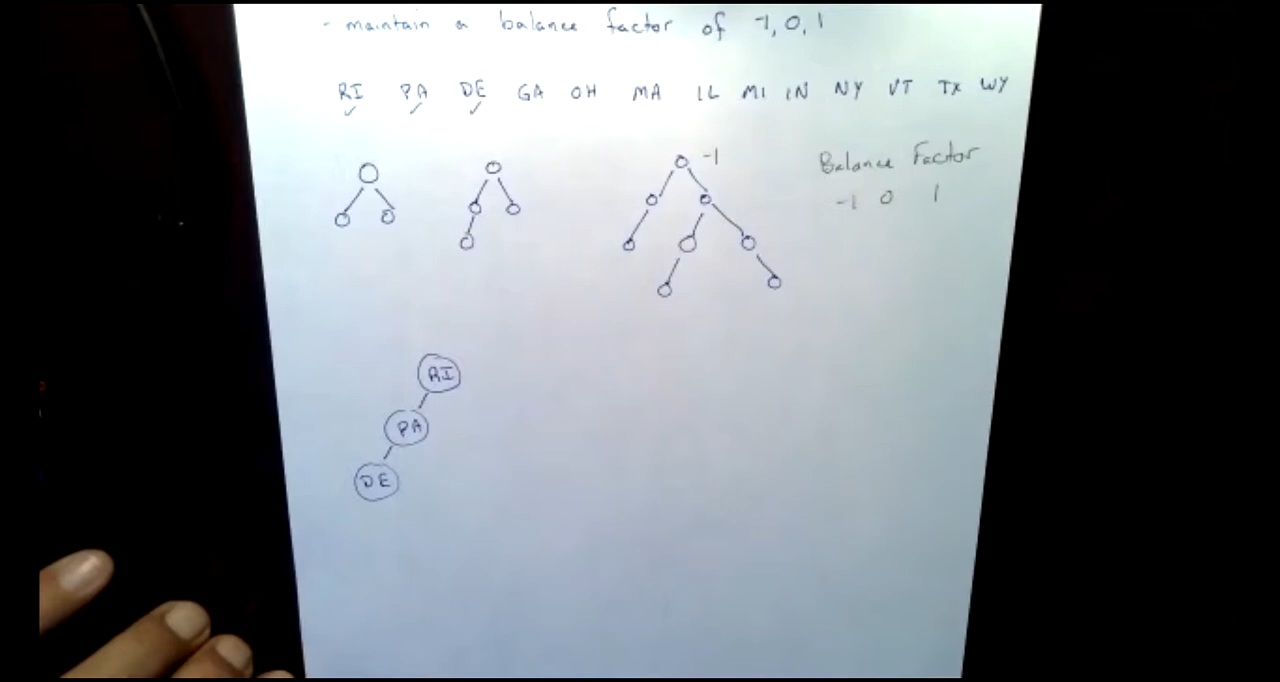 - maintain a balance factor of -1, 0, 1
RI PA DE GA OH MA IL MI IN NY VT TX WY
-1
Balance Factor
-1 0 1
RI
PA
DE